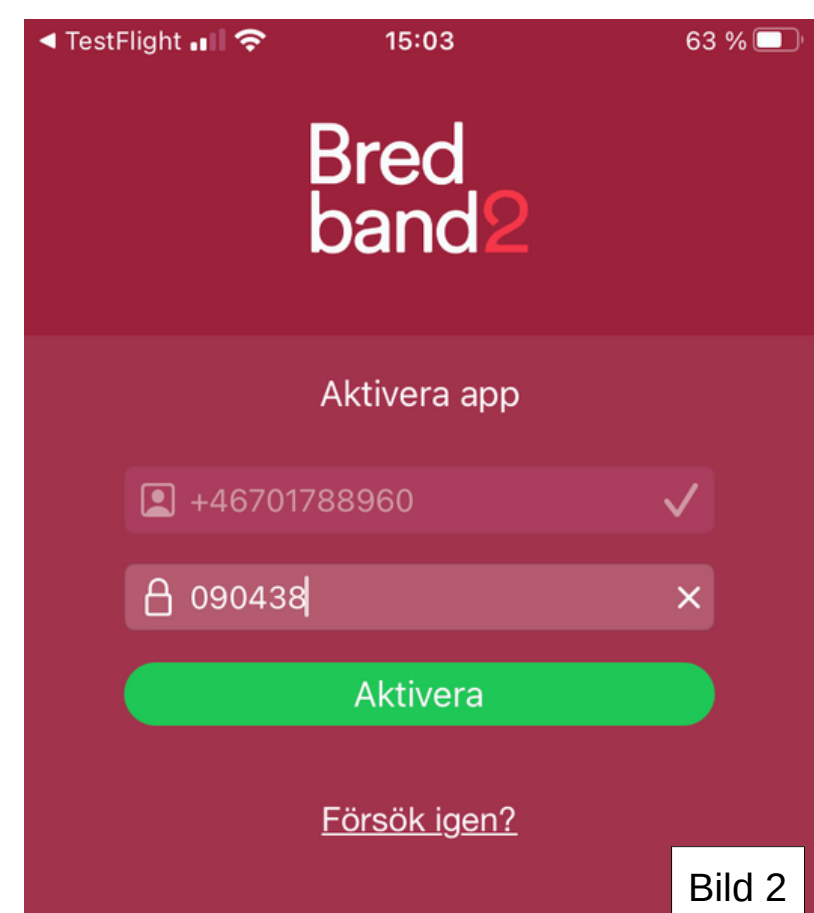 TestFlight 15:03 63 %
Bred
band2
Aktivera app
+46701788960
090438
Aktivera
Försök igen?
Bild 2